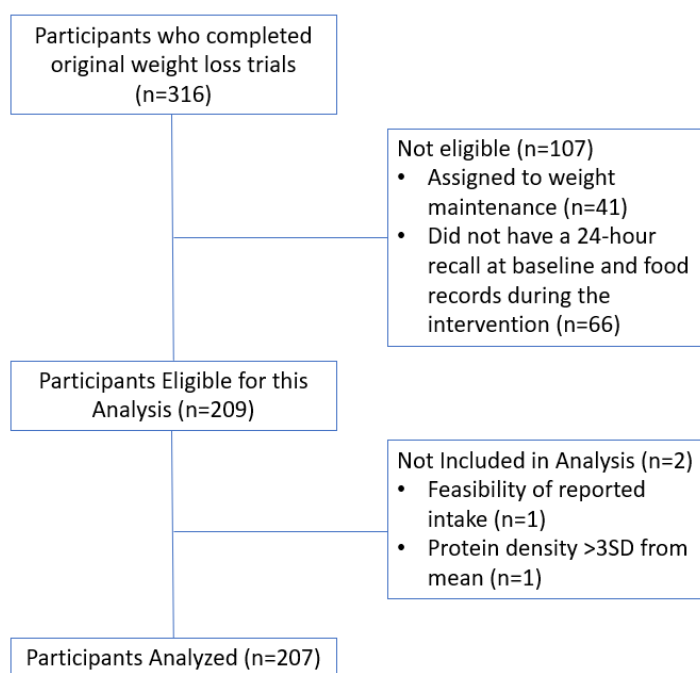 Participants who completed
original weight loss trials
(n=316)
Not eligible (n=107)
• Assigned to weight
maintenance (n=41)
• Did not have a 24-hour
recall at baseline and food
records during the
intervention (n=66)
Participants Eligible for this
Analysis (n=209)
Not Included in Analysis (n=2)
• Feasibility of reported
intake (n=1)
• Protein density >3SD from
mean (n=1)
Participants Analyzed (n=207)